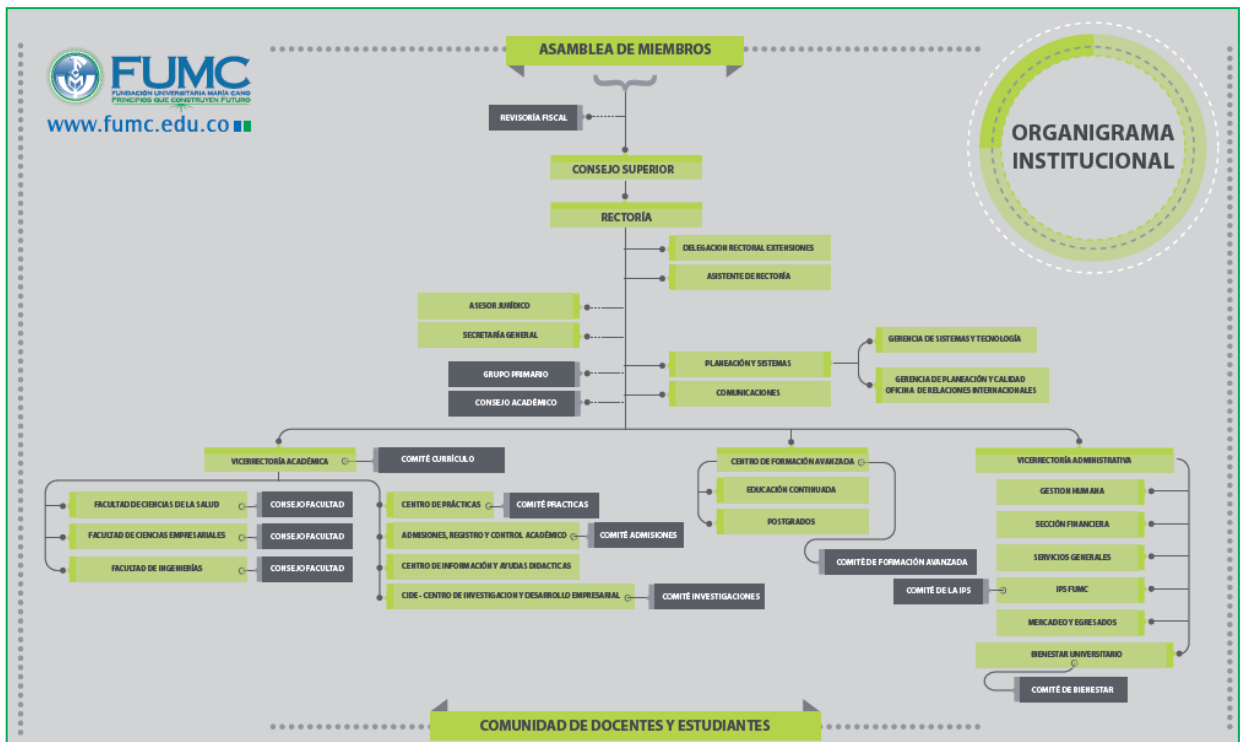 ASAMBLEA DE MIEMBROS
FUMC
FUNDACIÓN UNIVERSITARIA MARÍA CANO
PRINCIPIOS QUE CONSTRUYEN FUTURO
www.fumc.edu.co
ORGANIGRAMA
INSTITUCIONAL
REVISORÍA FISCAL
CONSEJO SUPERIOR
RECTORÍA
DELEGACION RECTORAL EXTENSIONES
ASISTENTE DE RECTORÍA
ASESOR JURÍDICO
SECRETARÍA GENERAL
GRUPO PRIMARIO
CONSEJO ACADÉMICO
PLANEACIÓN Y SISTEMAS
COMUNICACIONES
GERENCIA DE SISTEMAS Y TECNOLOGÍA
GERENCIA DE PLANEACIÓN Y CALIDAD
OFICINA DE RELACIONES INTERNACIONALES
VICERRECTORÍA ACADÉMICA
COMITÉ CURRÍCULO
FACULTAD DE CIENCIAS DE LA SALUD
CONSEJO FACULTAD
FACULTAD DE CIENCIAS EMPRESARIALES
CONSEJO FACULTAD
FACULTAD DE INGENIERÍAS
CONSEJO FACULTAD
CENTRO DE PRÁCTICAS
COMITÉ PRACTICAS
ADMISIONES, REGISTRO Y CONTROL ACADÉMICO
COMITÉ ADMISIONES
CENTRO DE INFORMACIÓN Y AYUDAS DIDACTICAS
CIDE - CENTRO DE INVESTIGACION Y DESARROLLO EMPRESARIAL
COMITÉ INVESTIGACIONES
CENTRO DE FORMACIÓN AVANZADA
EDUCACIÓN CONTINUADA
POSTGRADOS
COMITÉ DE FORMACIÓN AVANZADA
VICERRECTORÍA ADMINISTRATIVA
GESTION HUMANA
SECCIÓN FINANCIERA
SERVICIOS GENERALES
COMITÉ DE LA IPS
IPS FUMC
MERCADEO Y EGRESADOS
BIENESTAR UNIVERSITARIO
COMITÉ DE BIENESTAR
COMUNIDAD DE DOCENTES Y ESTUDIANTES